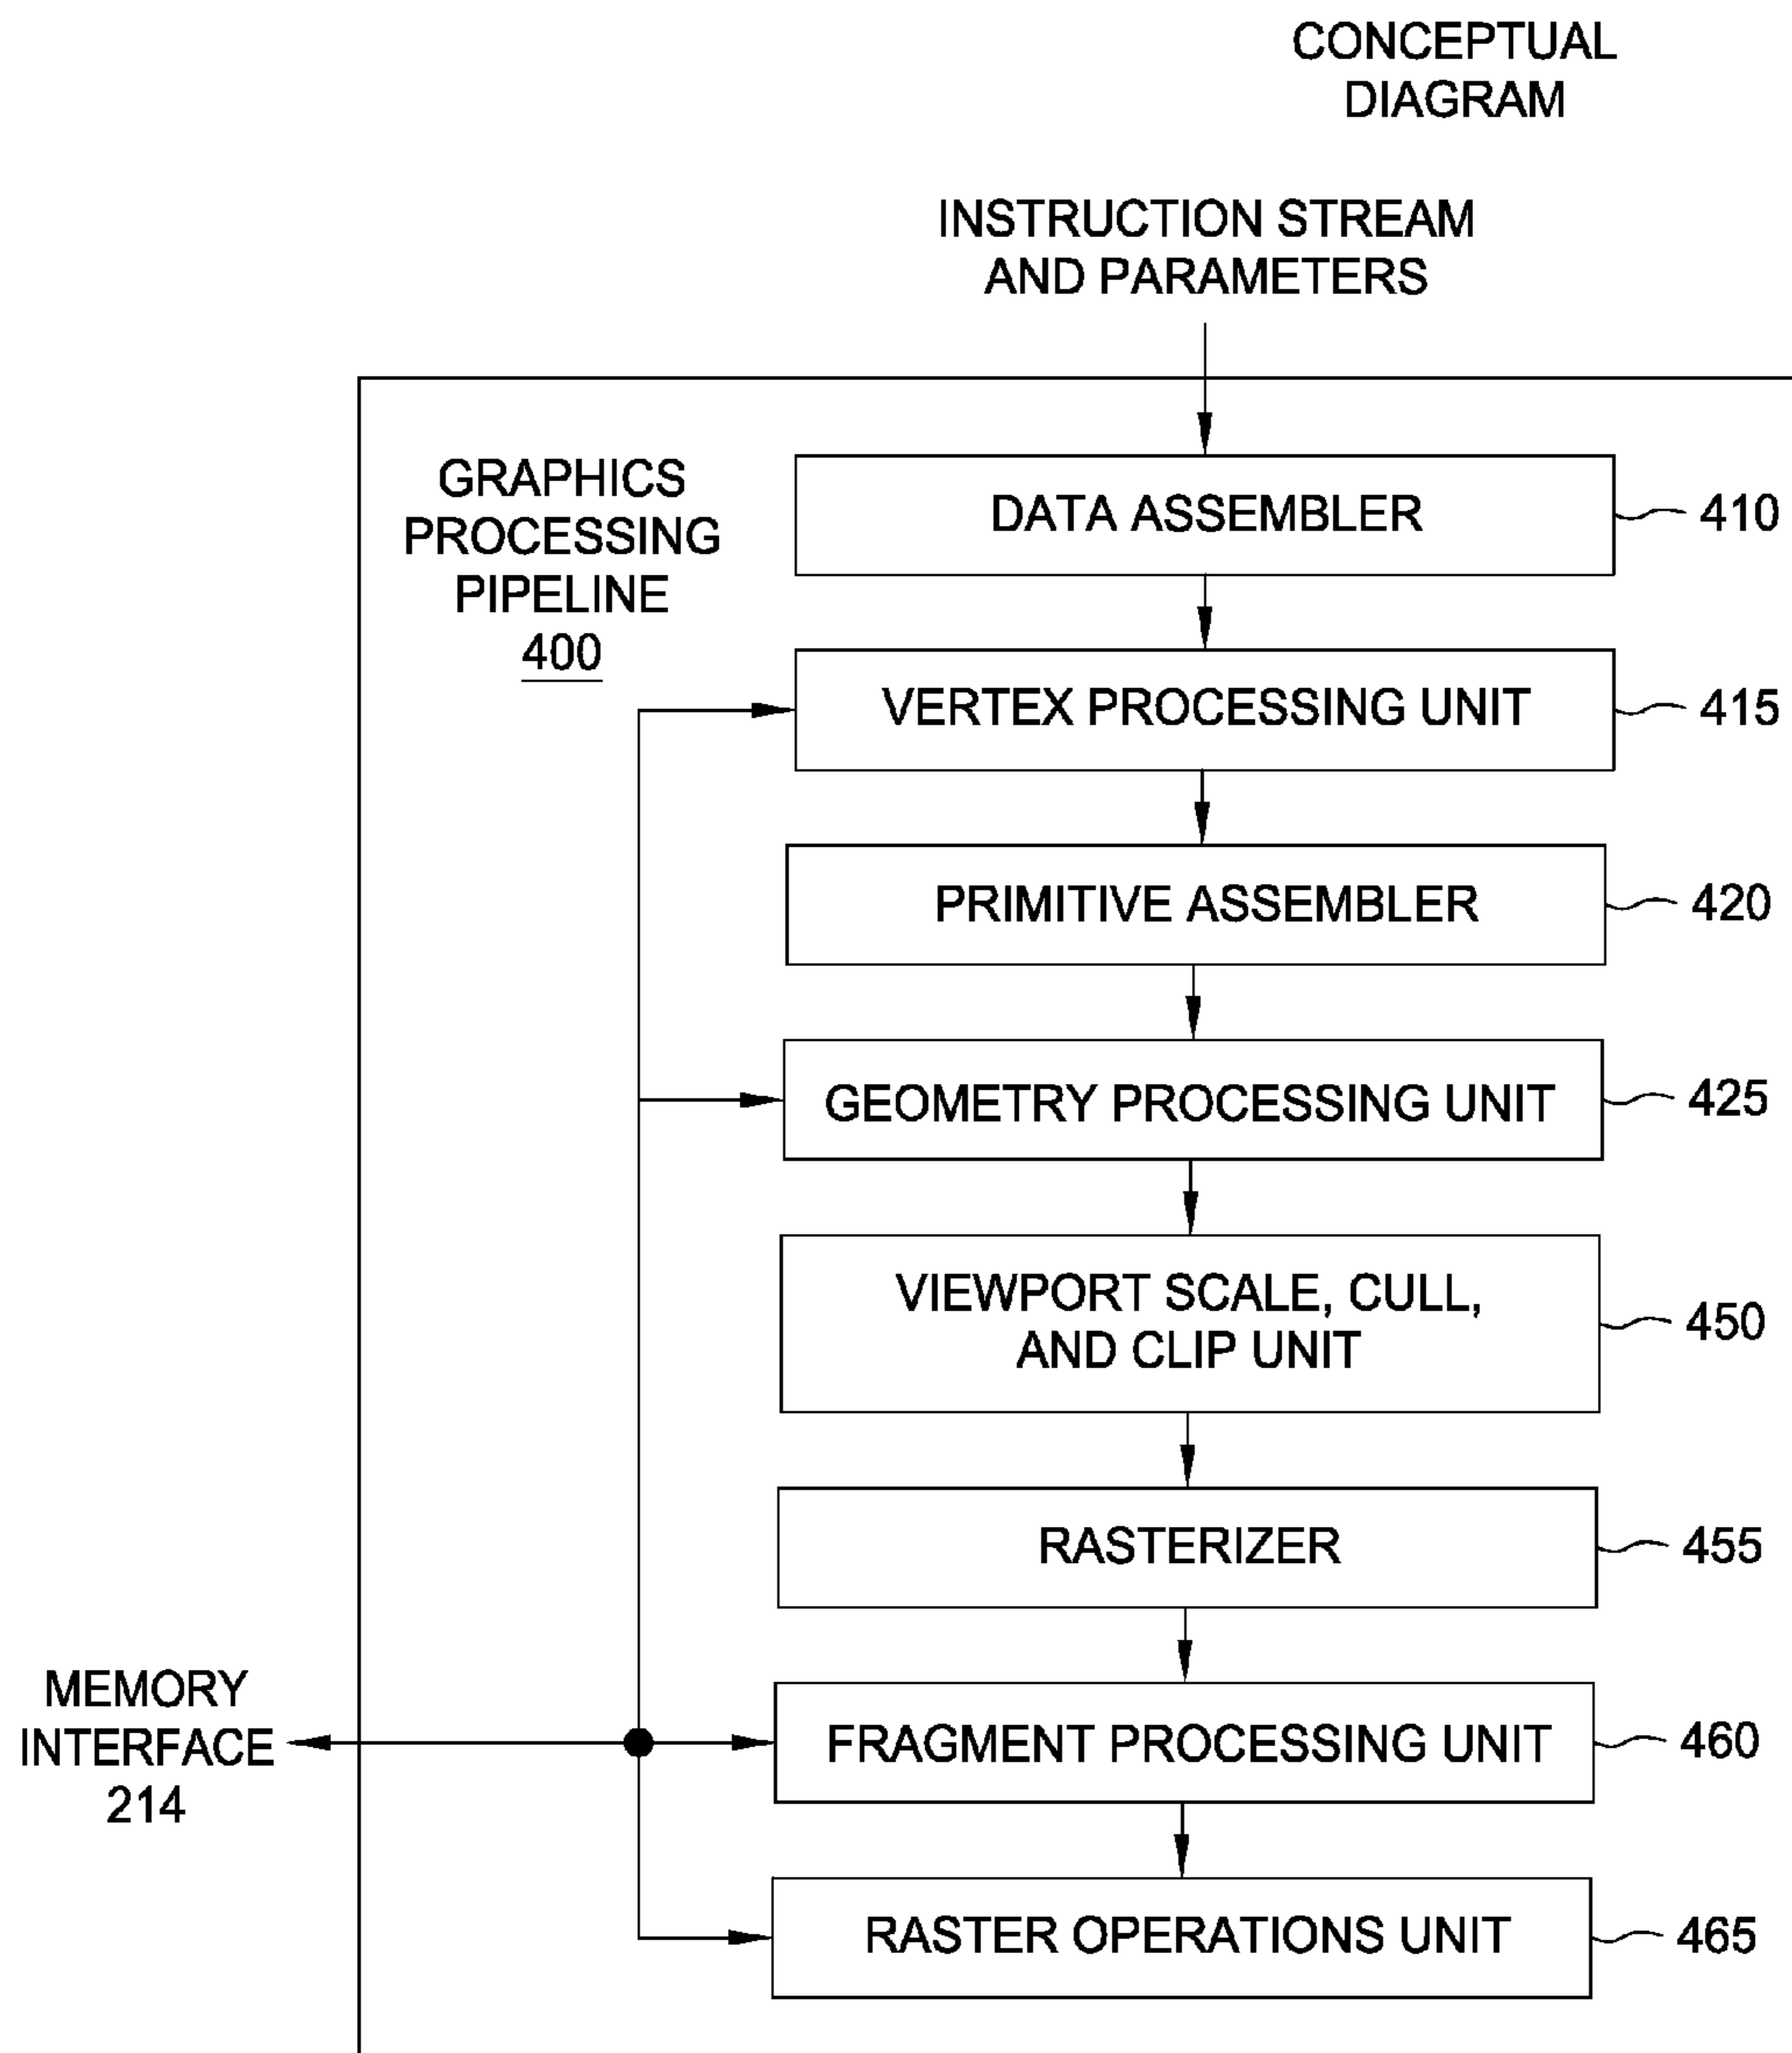 CONCEPTUAL
DIAGRAM
INSTRUCTION STREAM
AND PARAMETERS
GRAPHICS
PROCESSING
PIPELINE
400
DATA ASSEMBLER
410
VERTEX PROCESSING UNIT
415
PRIMITIVE ASSEMBLER
420
GEOMETRY PROCESSING UNIT
425
VIEWPORT SCALE, CULL,
AND CLIP UNIT
450
RASTERIZER
455
MEMORY
INTERFACE
214
FRAGMENT PROCESSING UNIT
460
RASTER OPERATIONS UNIT
465